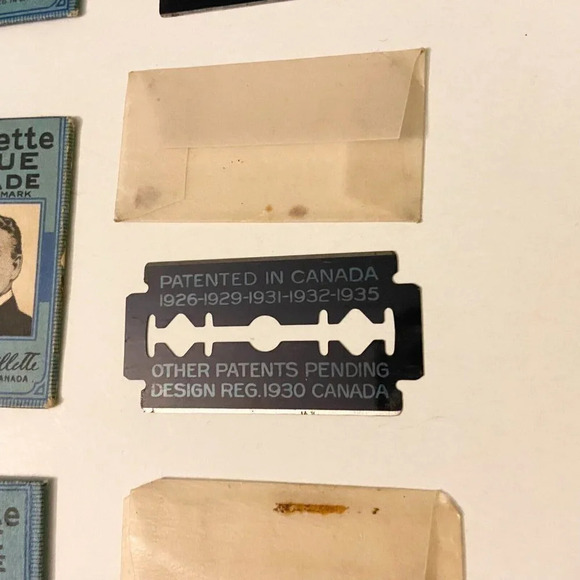 ette
UE
ADE
MARK
llette
CANADA
PATENTED IN CANADA
1926-1929-1931-1932-1935
OTHER PATENTS PENDING
DESIGN REG. 1930 CANADA